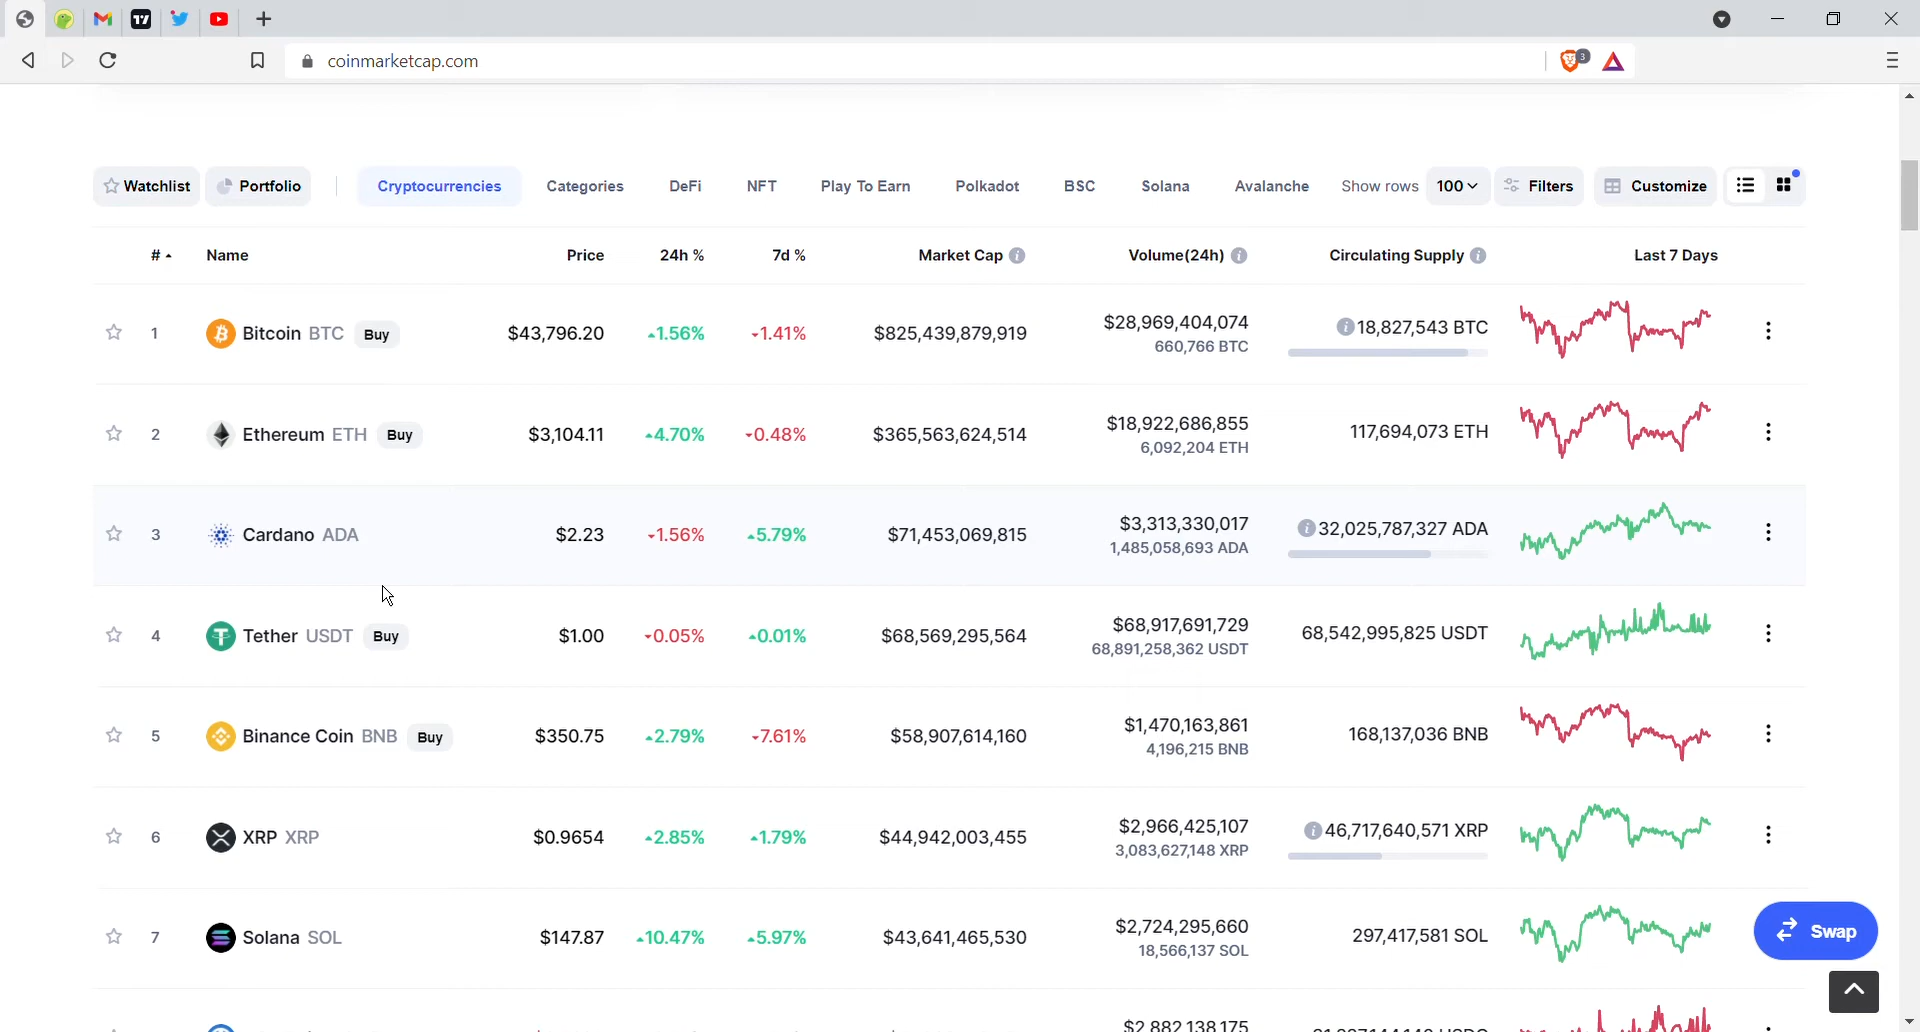 coinmarketcap.com
3
Watchlist Portfolio Cryptocurrencies Categories DeFi NFT Play To Earn Polkadot BSC Solana Avalanche Show rows 100 Filters Customize
# Name Price 24h % 7d % Market Cap Volume(24h) Circulating Supply Last 7 Days
1 Bitcoin BTC Buy $43,796.20 1.56% 1.41% $825,439,879,919 $28,969,404,074 18,827,543 BTC
660,766 BTC
2 Ethereum ETH Buy $3,104.11 4.70% 0.48% $365,563,624,514 $18,922,686,855 117,694,073 ETH
6,092,204 ETH
3 Cardano ADA $2.23 1.56% 5.79% $71,453,069,815 $3,313,330,017 32,025,787,327 ADA
1,485,058,693 ADA
4 Tether USDT Buy $1.00 0.05% 0.01% $68,569,295,564 $68,917,691,729 68,542,995,825 USDT
68,891,258,362 USDT
5 Binance Coin BNB Buy $350.75 2.79% 7.61% $58,907,614,160 $1,470,163,861 168,137,036 BNB
4,196,215 BNB
6 XRP XRP $0.9654 2.85% 1.79% $44,942,003,455 $2,966,425,107 46,717,640,571 XRP
3,083,627,148 XRP
7 Solana SOL $147.87 10.47% 5.97% $43,641,465,530 $2,724,295,660 297,417,581 SOL
18,566,137 SOL
Swap
$2,882,138,175